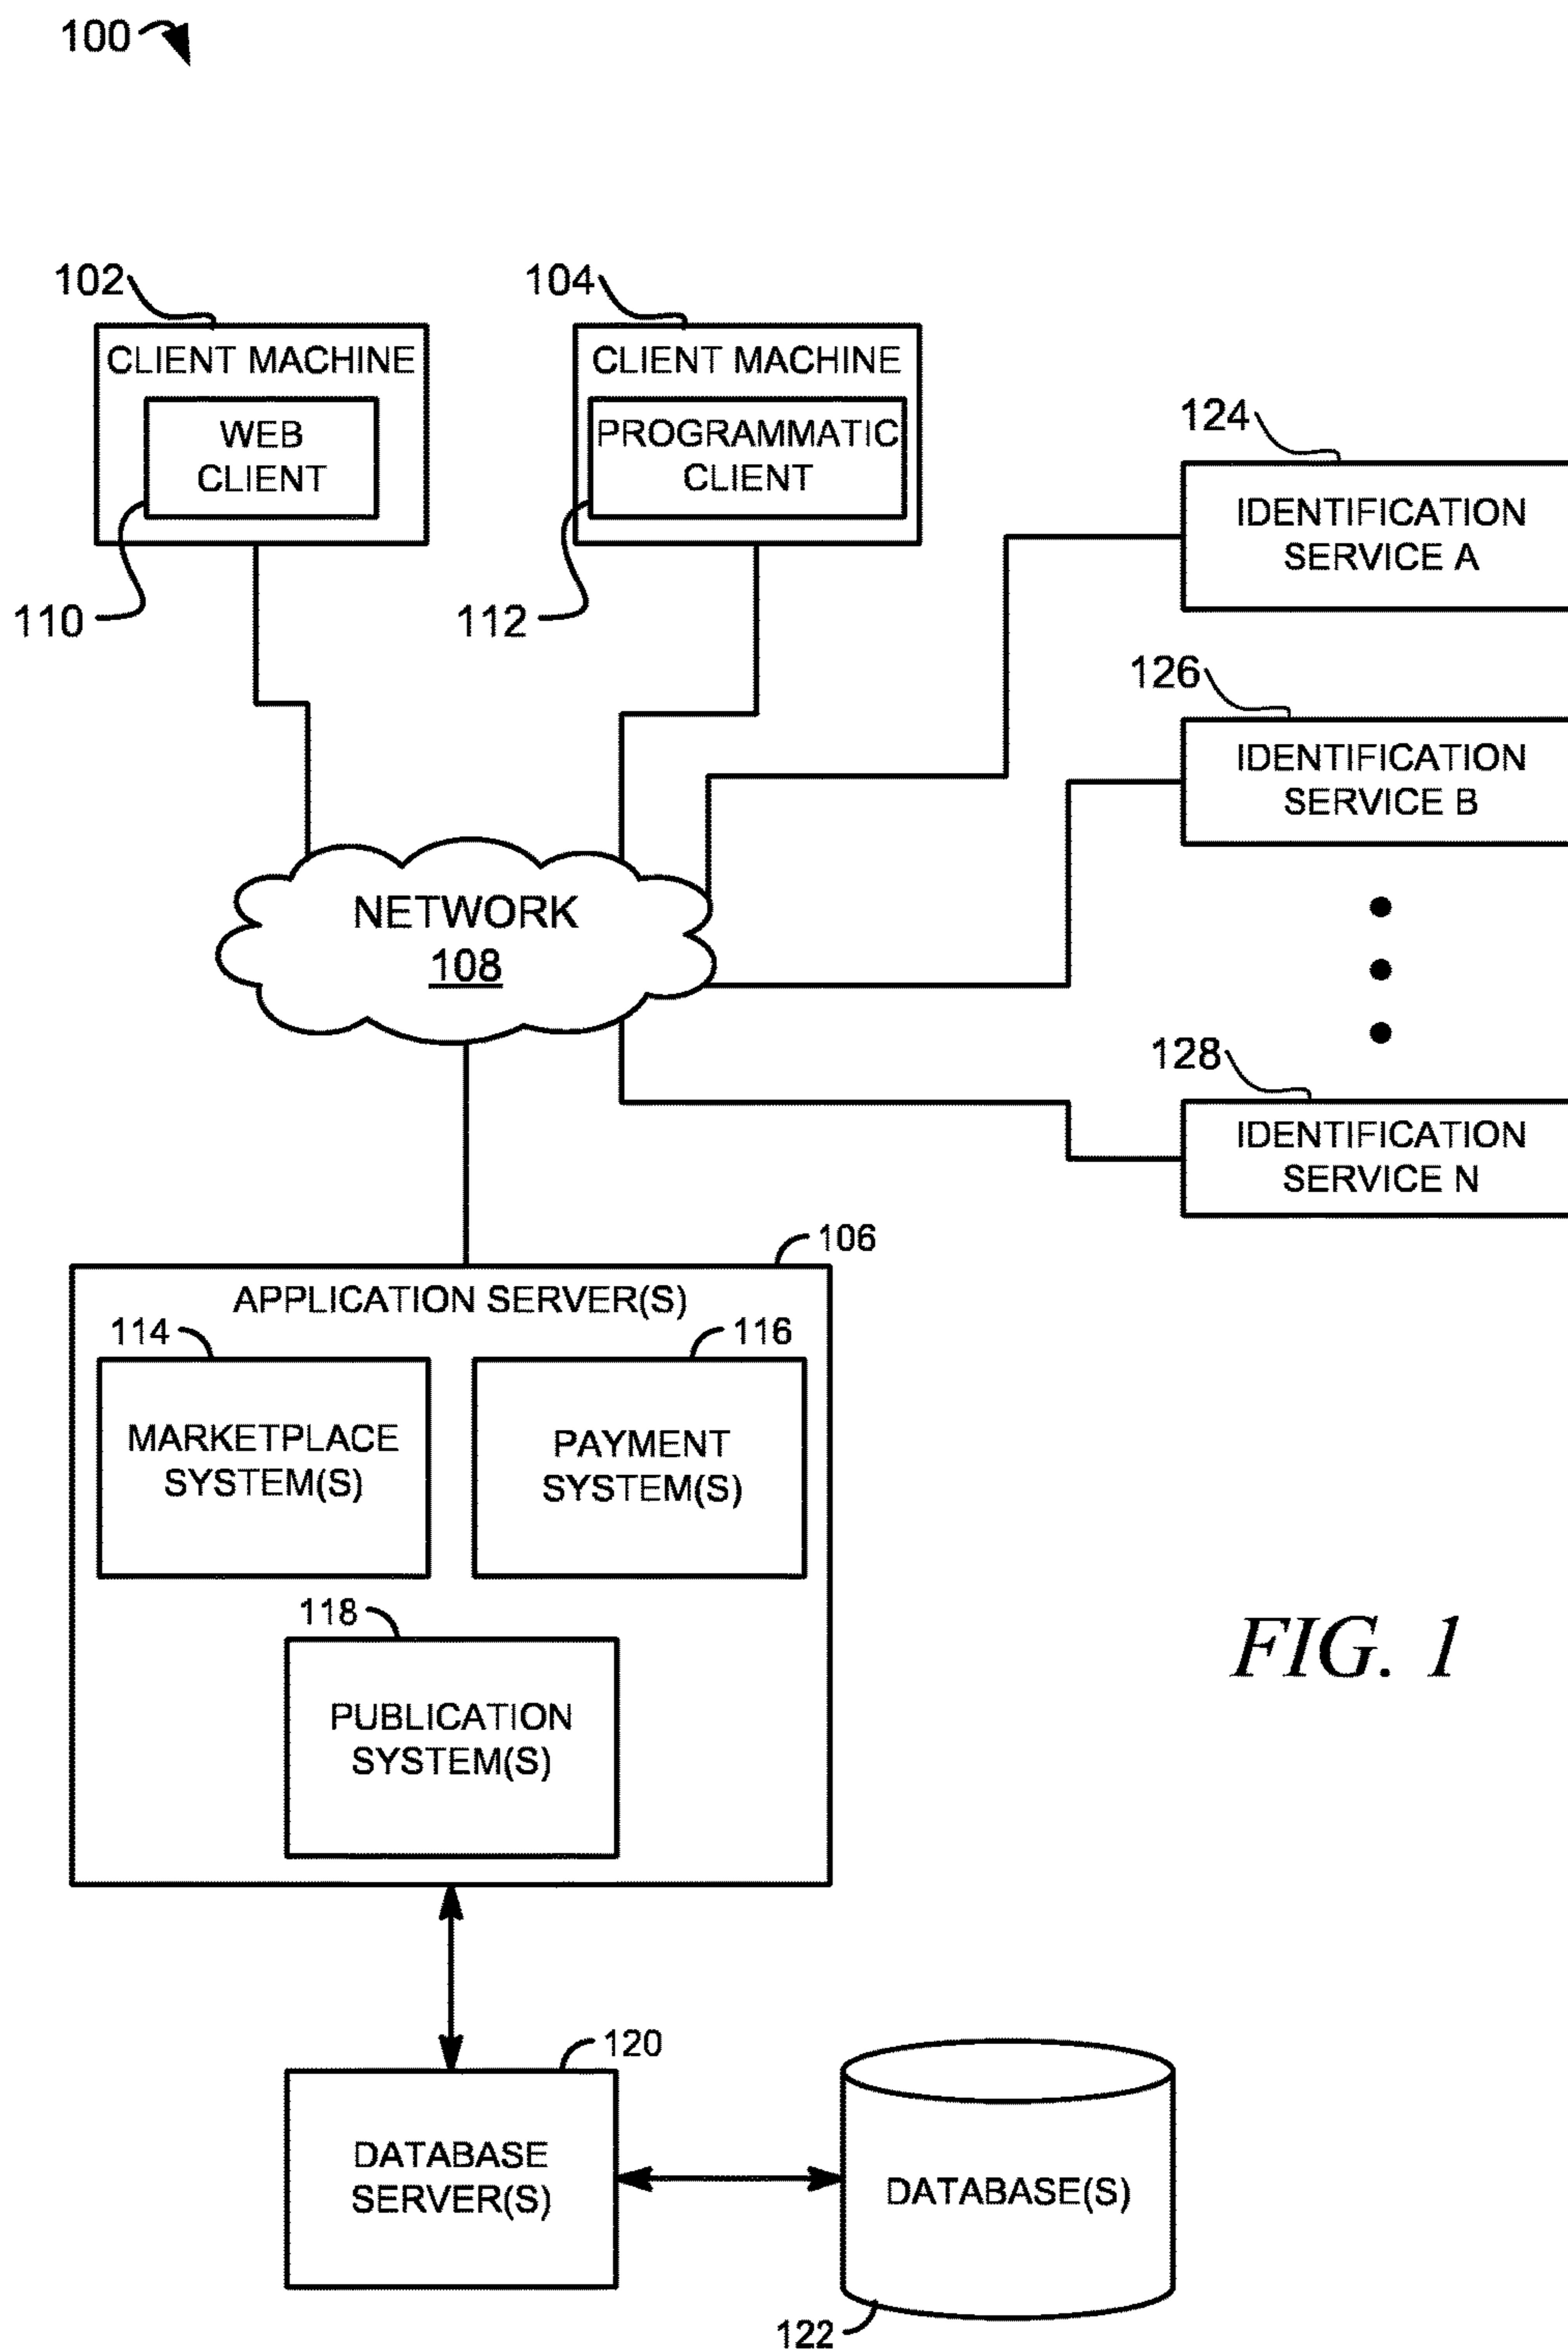 100
102
104
CLIENT MACHINE
WEB
CLIENT
CLIENT MACHINE
PROGRAMMATIC
CLIENT
110
112
124
IDENTIFICATION
SERVICE A
126
IDENTIFICATION
SERVICE B
NETWORK
108
128
IDENTIFICATION
SERVICE N
106
APPLICATION SERVER(S)
114
116
MARKETPLACE
SYSTEM(S)
PAYMENT
SYSTEM(S)
118
PUBLICATION
SYSTEM(S)
FIG. 1
120
DATABASE
SERVER(S)
DATABASE(S)
122